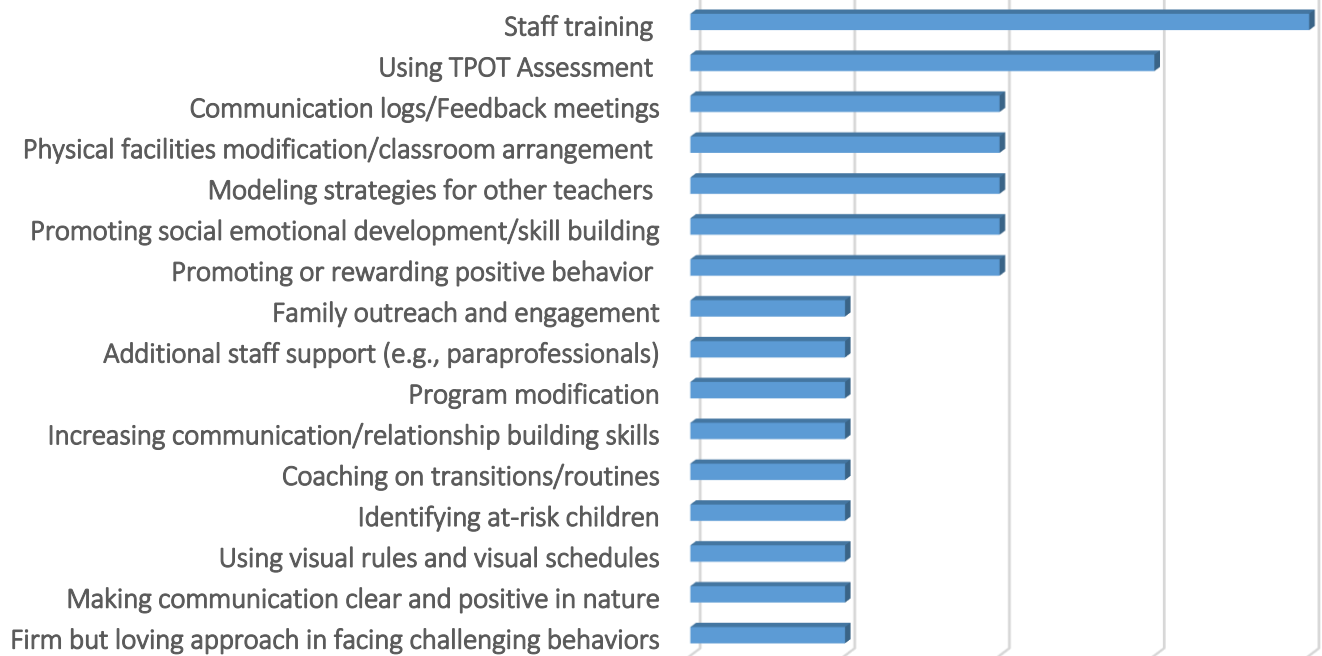 Staff training
Using TPOT Assessment
Communication logs/Feedback meetings
Physical facilities modification/classroom arrangement
Modeling strategies for other teachers
Promoting social emotional development/skill building
Promoting or rewarding positive behavior
Family outreach and engagement
Additional staff support (e.g., paraprofessionals)
Program modification
Increasing communication/relationship building skills
Coaching on transitions/routines
Identifying at-risk children
Using visual rules and visual schedules
Making communication clear and positive in nature
Firm but loving approach in facing challenging behaviors